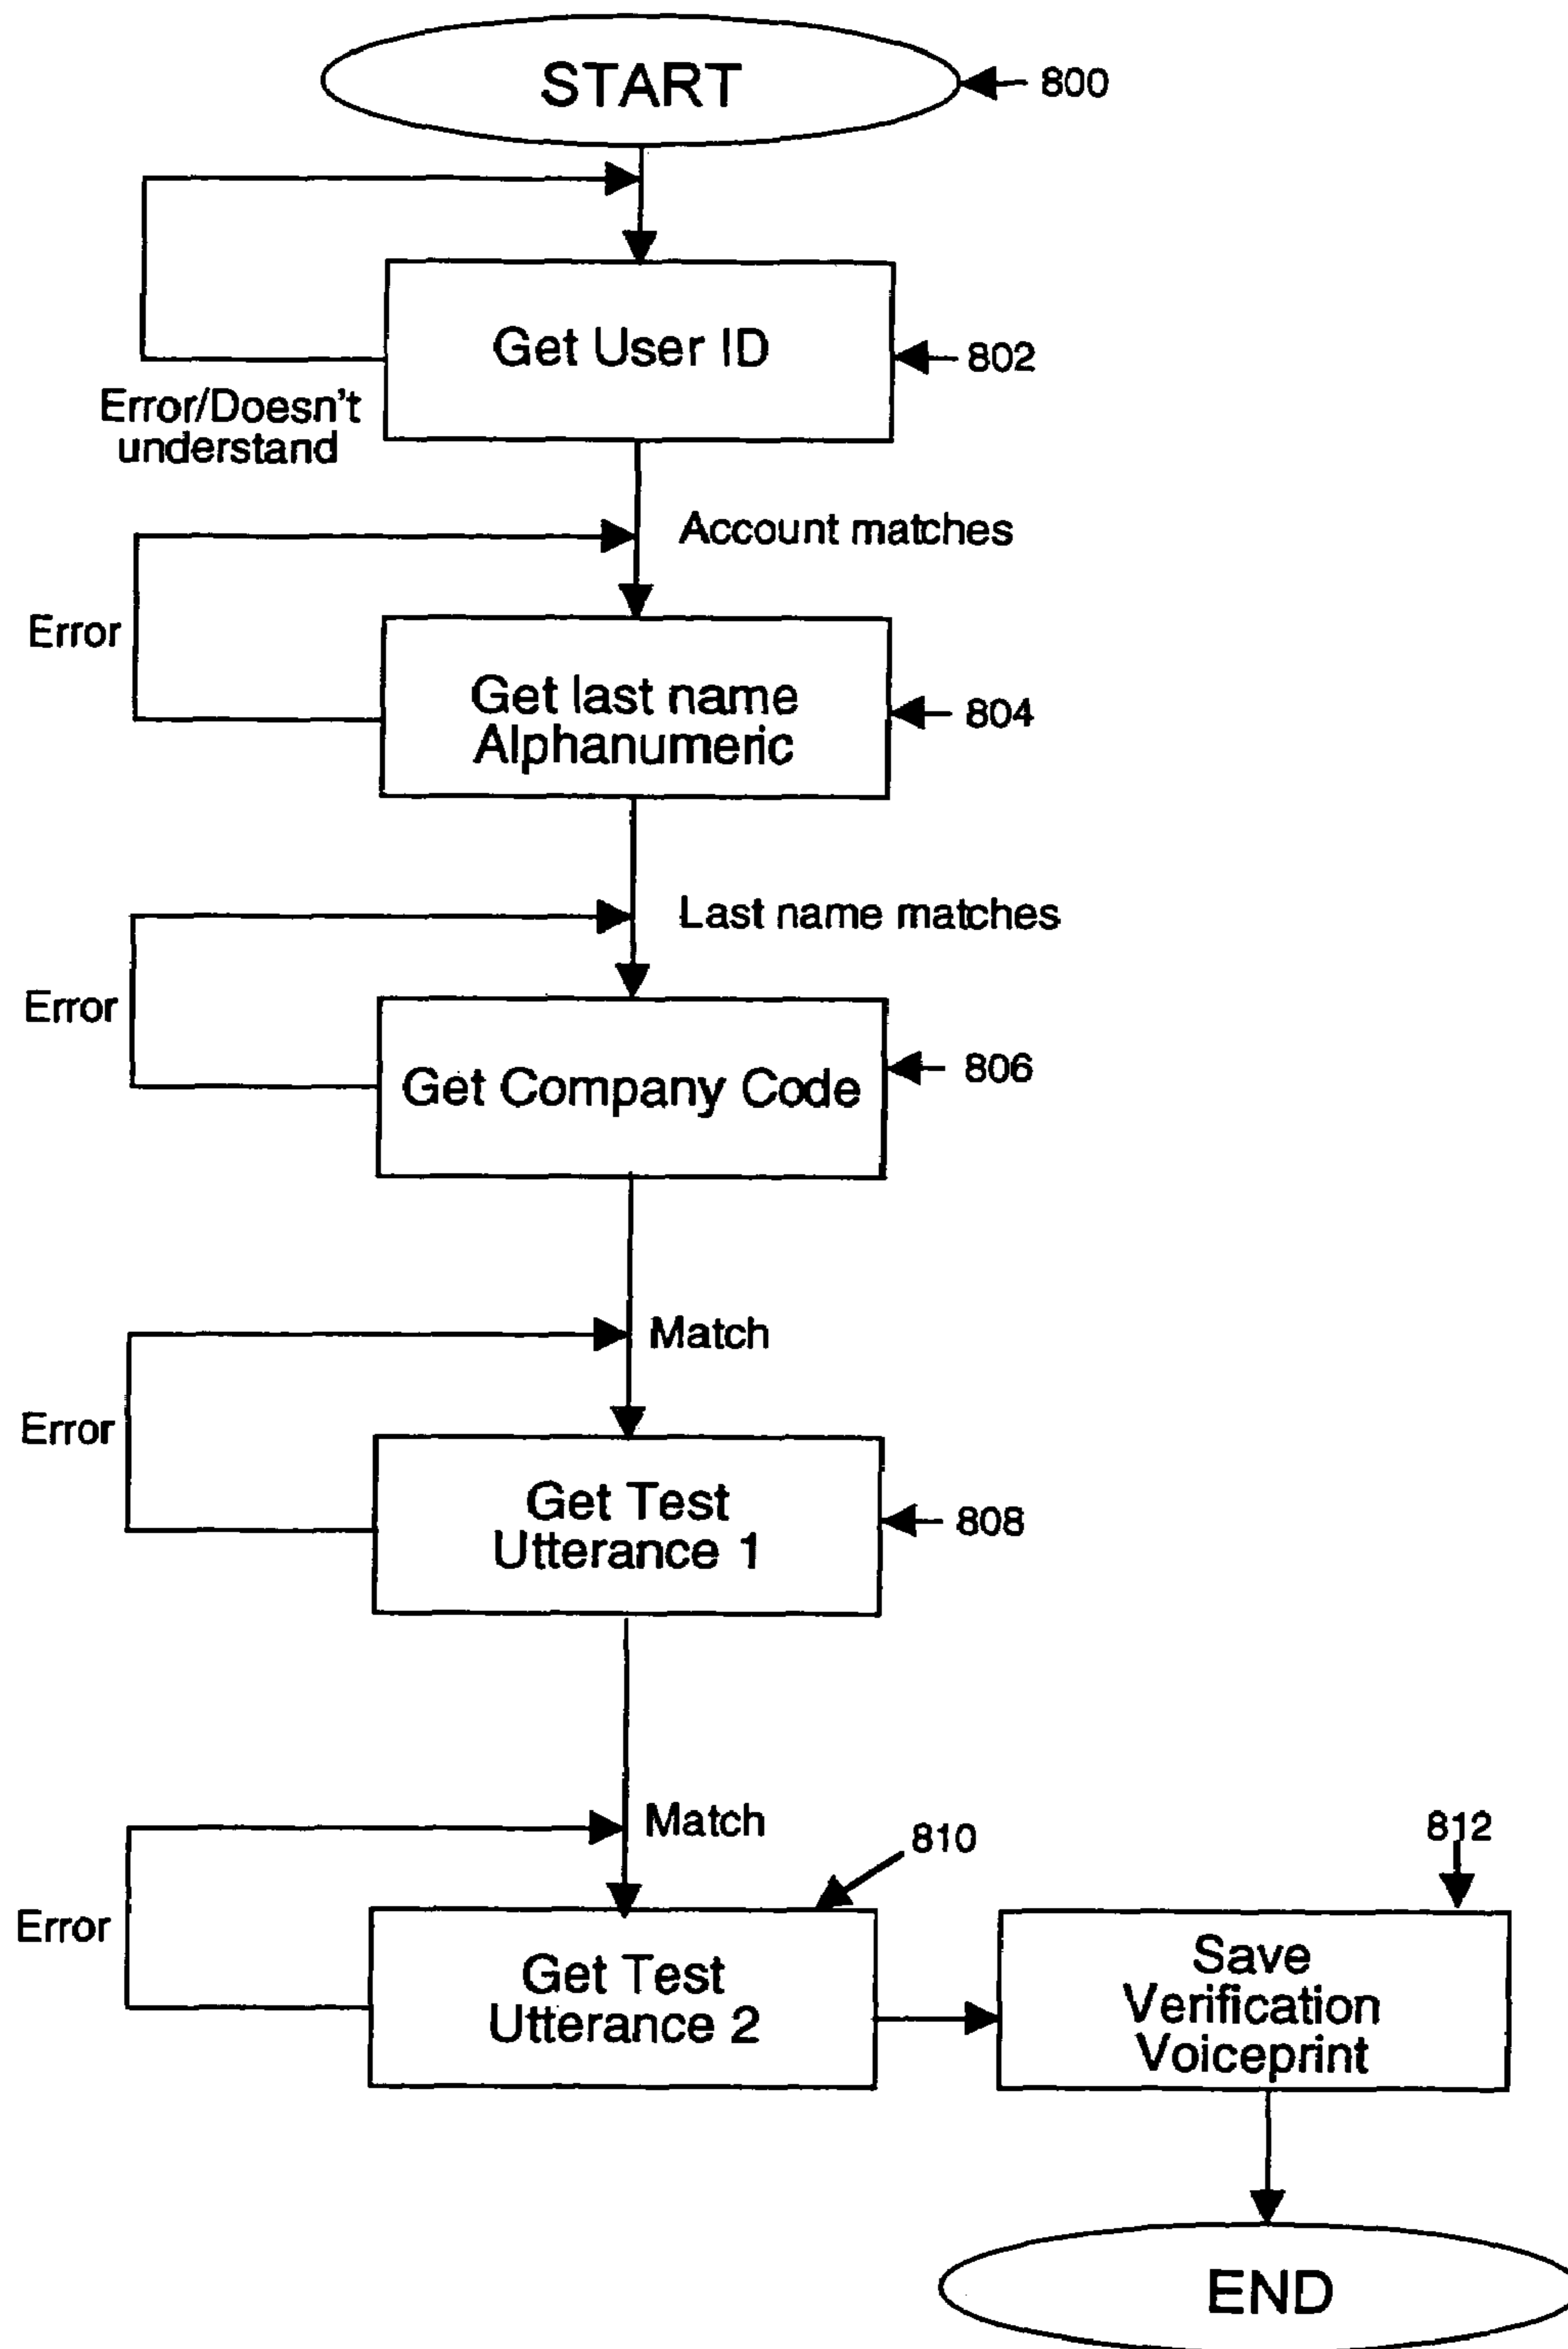 START
800
Get User ID
802
Error/Doesn't
understand
Account matches
Error
Get last name
Alphanumeric
804
Last name matches
Error
Get Company Code
806
Match
Error
Get Test
Utterance 1
808
Match
810
812
Error
Get Test
Utterance 2
Save
Verification
Voiceprint
END